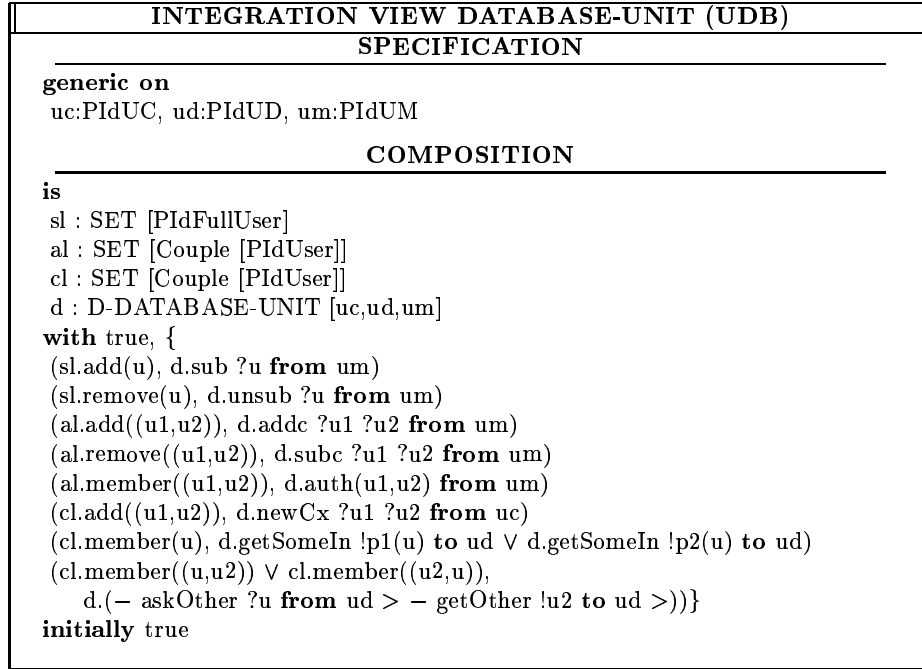 INTEGRATION VIEW DATABASE-UNIT (UDB)
SPECIFICATION
generic on
uc:PIdUC, ud:PIdUD, um:PIdUM
COMPOSITION
is
sl : SET [PIdFullUser]
al : SET [Couple [PIdUser]]
cl : SET [Couple [PIdUser]]
d : D-DATABASE-UNIT [uc,ud,um]
with true, {
(sl.add(u), d.sub ?u from um)
(sl.remove(u), d.unsub ?u from um)
(al.add((u1,u2)), d.addc ?u1 ?u2 from um)
(al.remove((u1,u2)), d.subc ?u1 ?u2 from um)
(al.member((u1,u2)), d.auth(u1,u2) from um)
(cl.add((u1,u2)), d.newCx ?u1 ?u2 from uc)
(cl.member(u), d.getSomeIn !p1(u) to ud ∨ d.getSomeIn !p2(u) to ud)
(cl.member((u,u2)) ∨ cl.member((u2,u)),
d.(− askOther ?u from ud > − getOther !u2 to ud >))}
initially true